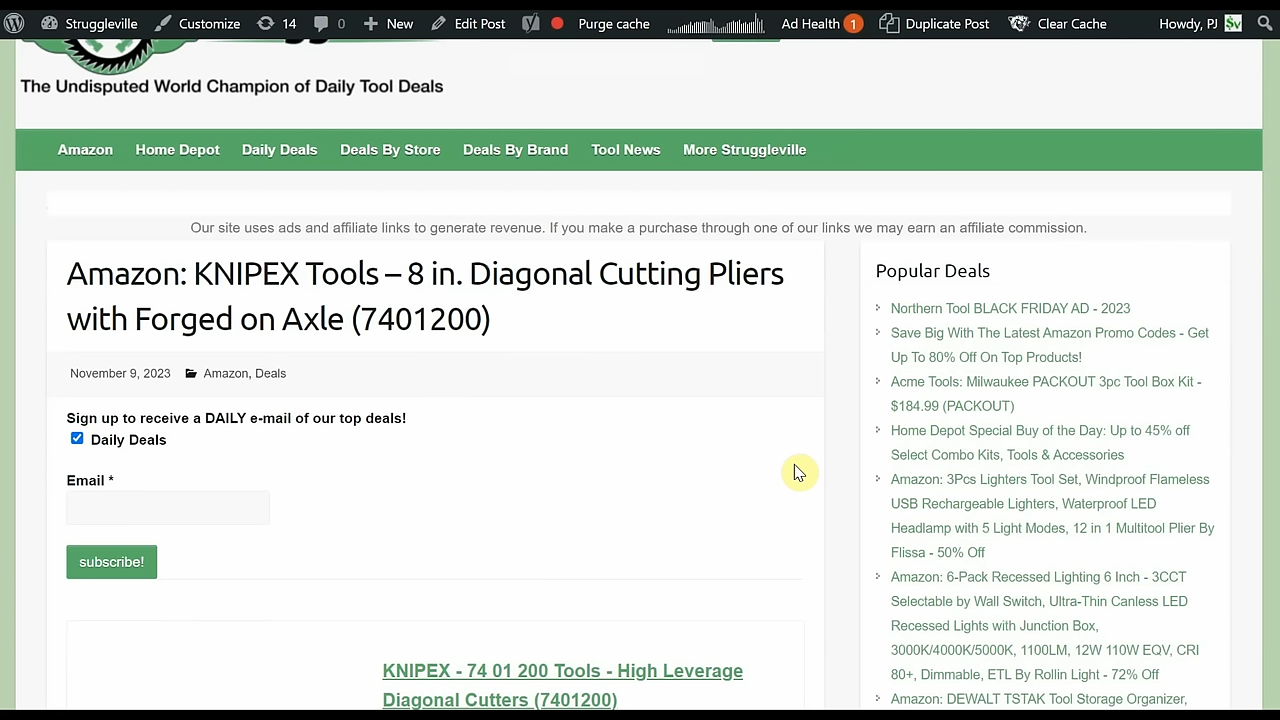 Struggleville Customize 14 0 New Edit Post Purge cache Ad Health 1 Duplicate Post Clear Cache Howdy, PJ
The Undisputed World Champion of Daily Tool Deals
Amazon Home Depot Daily Deals Deals By Store Deals By Brand Tool News More Struggleville
Our site uses ads and affiliate links to generate revenue. If you make a purchase through one of our links we may earn an affiliate commission.
Amazon: KNIPEX Tools – 8 in. Diagonal Cutting Pliers
with Forged on Axle (7401200)
November 9, 2023 Amazon, Deals
Sign up to receive a DAILY e-mail of our top deals!
Daily Deals
Email *
subscribe!
KNIPEX - 74 01 200 Tools - High Leverage
Diagonal Cutters (7401200)
Popular Deals
Northern Tool BLACK FRIDAY AD - 2023
Save Big With The Latest Amazon Promo Codes - Get
Up To 80% Off On Top Products!
Acme Tools: Milwaukee PACKOUT 3pc Tool Box Kit -
$184.99 (PACKOUT)
Home Depot Special Buy of the Day: Up to 45% off
Select Combo Kits, Tools & Accessories
Amazon: 3Pcs Lighters Tool Set, Windproof Flameless
USB Rechargeable Lighters, Waterproof LED
Headlamp with 5 Light Modes, 12 in 1 Multitool Plier By
Flissa - 50% Off
Amazon: 6-Pack Recessed Lighting 6 Inch - 3CCT
Selectable by Wall Switch, Ultra-Thin Canless LED
Recessed Lights with Junction Box,
3000K/4000K/5000K, 1100LM, 12W 110W EQV, CRI
80+, Dimmable, ETL By Rollin Light - 72% Off
Amazon: DEWALT TSTAK Tool Storage Organizer,